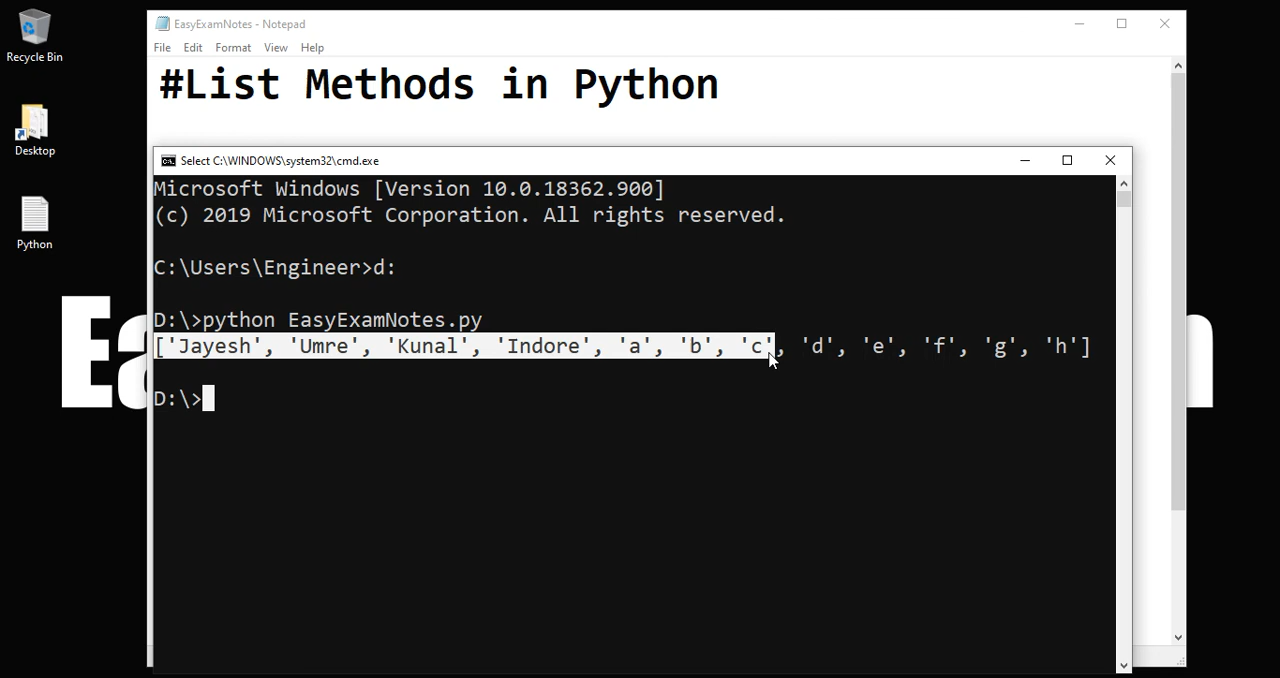 Recycle Bin
Desktop
Python
EasyExamNotes - Notepad
File Edit Format View Help
#List Methods in Python
Select C:\WINDOWS\system32\cmd.exe
Microsoft Windows [Version 10.0.18362.900]
(c) 2019 Microsoft Corporation. All rights reserved.
C:\Users\Engineer>d:
D:\>python EasyExamNotes.py
['Jayesh', 'Umre', 'Kunal', 'Indore', 'a', 'b', 'c', 'd', 'e', 'f', 'g', 'h']
D:\>